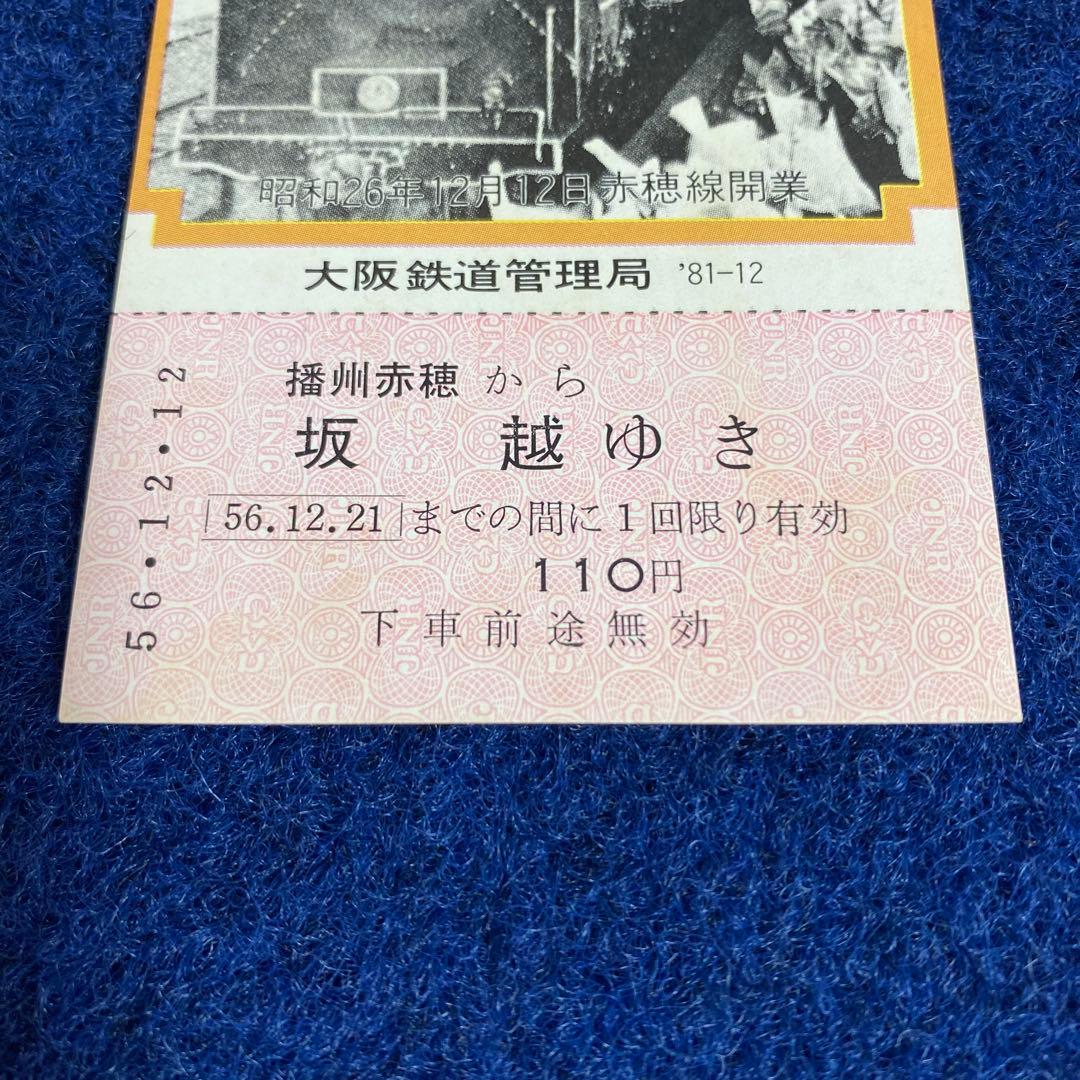 昭和26年12月12日赤穂線開業
大阪鉄道管理局 '81-12
56.12.12
播州赤穂から
坂越ゆき
56.12.21までの間に1回限り有効
110円
下車前途無効